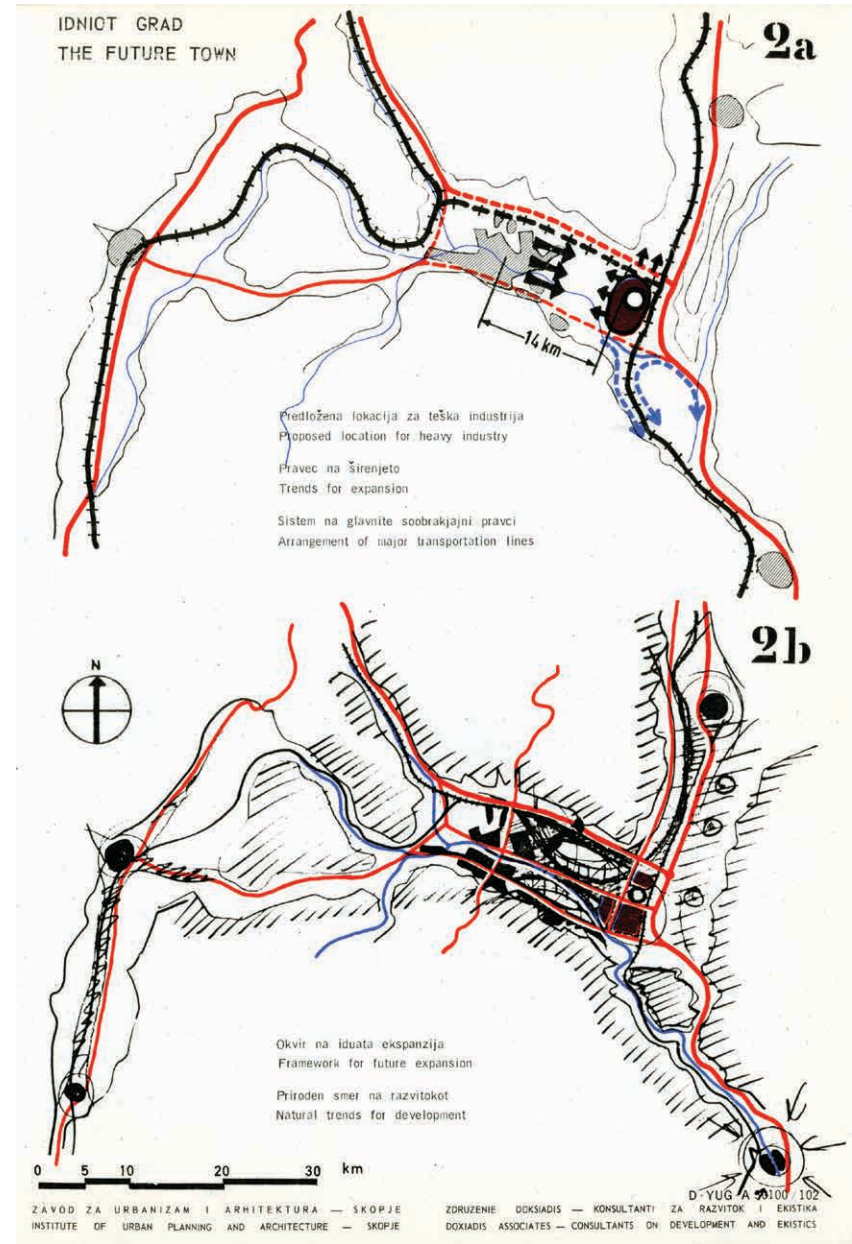 IDNIOT GRAD
THE FUTURE TOWN
2a
14 km
Predložena lokacija za teška industrija
Proposed location for heavy industry
Pravec na širenjeto
Trends for expansion
Sistem na glavnite soobrakjajni pravci
Arrangement of major transportation lines
2b
N
Okvir na iduata ekspanzija
Framework for future expansion
Priroden smer na razvitokot
Natural trends for development
0 5 10 20 30 km
D-YUG-A 100/102
ZAVOD ZA URBANIZAM I ARHITEKTURA — SKOPJE
INSTITUTE OF URBAN PLANNING AND ARCHITECTURE — SKOPJE
ZDRUZENIE DOKSIADIS — KONSULTANTI ZA RAZVITOK I EKISTIKA
DOXIADIS ASSOCIATES — CONSULTANTS ON DEVELOPMENT AND EKISTICS